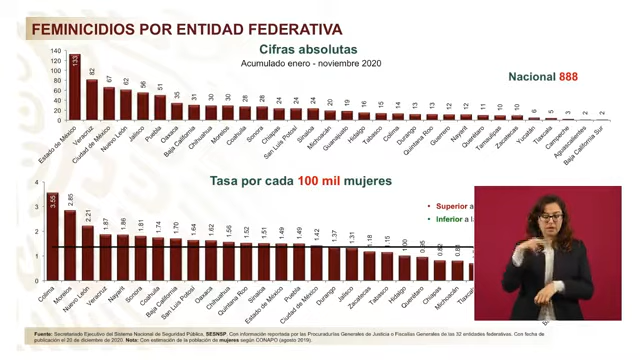 FEMINICIDIOS POR ENTIDAD FEDERATIVA
Cifras absolutas
Acumulado enero - noviembre 2020
Nacional 888
140
120
100
80
60
40
20
0
133 82 67 62 56 51 35 31 30 30 28 28 24 24 24 20 19 16 15 14 13 13 12 12 11 10 10 6 5 3 2 2
Estado de México Veracruz Ciudad de México Nuevo León Jalisco Puebla Oaxaca Baja California Chihuahua Morelos Coahuila Sonora Chiapas San Luis Potosí Sinaloa Michoacán Guanajuato Hidalgo Tabasco Colima Durango Quintana Roo Guerrero Nayarit Querétaro Tamaulipas Zacatecas Yucatán Tlaxcala Campeche Aguascalientes Baja California Sur
Tasa por cada 100 mil mujeres
Superior a
Inferior a la
4
3
2
1
0
3.55 2.85 2.21 1.87 1.86 1.81 1.74 1.70 1.64 1.62 1.56 1.52 1.51 1.49 1.49 1.42 1.37 1.31 1.18 1.15 1.00 0.95 0.82 0.81
Colima Morelos Nuevo León Veracruz Nayarit Sonora Coahuila Baja California San Luis Potosí Oaxaca Chihuahua Quintana Roo Sinaloa Estado de México Puebla Ciudad de México Durango Jalisco Zacatecas Tabasco Hidalgo Querétaro Chiapas Michoacán
Fuente: Secretariado Ejecutivo del Sistema Nacional de Seguridad Pública, SESNSP. Con información reportada por las Procuradurías Generales de Justicia o Fiscalías Generales de las 32 entidades federativas. Con fecha de
publicación el 20 de diciembre de 2020. Nota: Con estimación de la población de mujeres según CONAPO (agosto 2019).